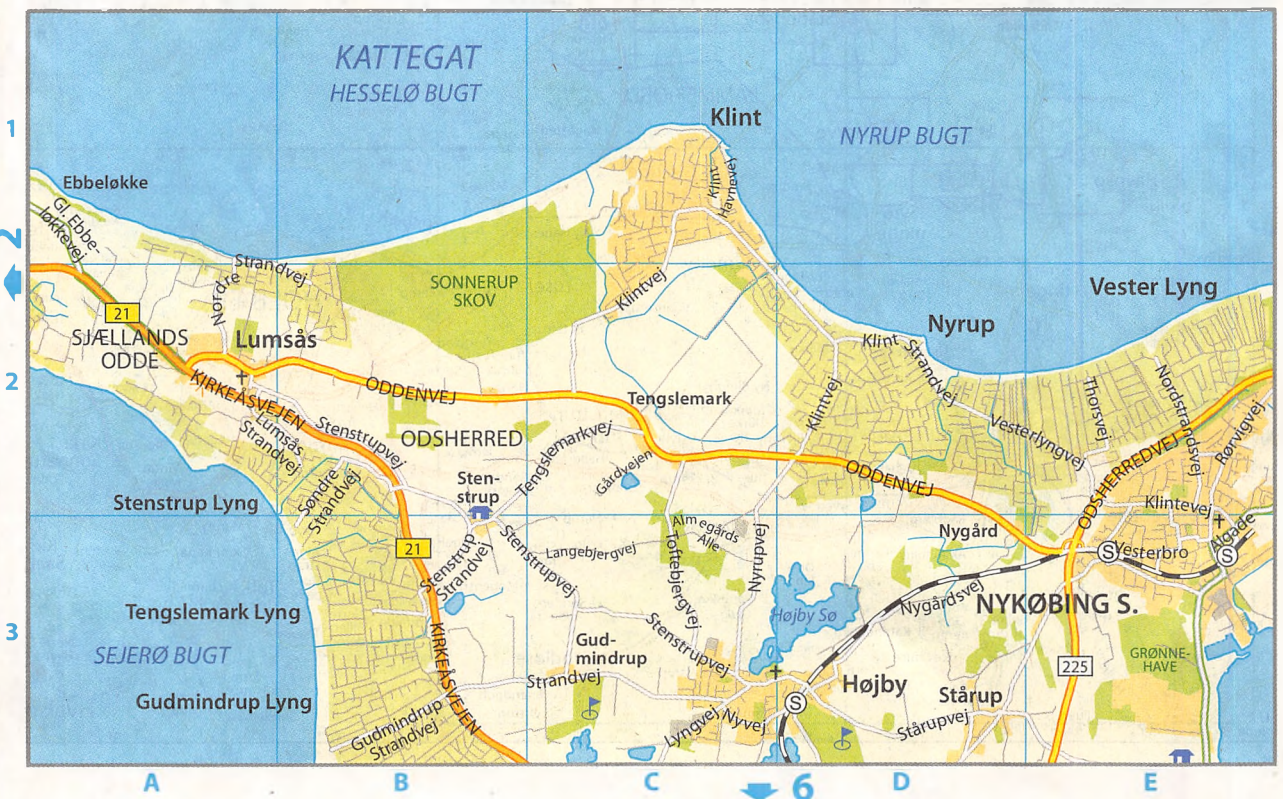 KATTEGAT
HESSELØ BUGT
Klint
NYRUP BUGT
1
Ebbeløkke
Gl. Ebbe-
løkkevej
Klint
Havnevej
2
Strandvej
Nordre
SONNERUP
SKOV
Klintvej
Vester Lyng
21
SJÆLLANDS
ODDE
Lumsås
Nyrup
Klint
Strandvej
2
KIRKEÅSVEJEN
ODDENVEJ
Tengslemark
Klintvej
Thorsvej
Nordstrandsvej
Rørvigvej
Lumsås
Strandvej
Stenstrupvej
ODSHERRED
Tengslemarkvej
Vesterlyngvej
ODSHERREDVEJ
Gårdvejen
ODDENVEJ
Søndre
Strandvej
Sten-
strup
Stenstrup Lyng
Klintevej
Almegårds
Alle
Nygård
Algade
21
Stenstrup
Strandvej
Stenstrupvej
Langebjergvej
Toftebjergvej
Nyrupvej
S
Vesterbro
S
Nygårdsvej
NYKØBING S.
Tengslemark Lyng
Højby Sø
3
SEJERØ BUGT
KIRKEÅSVEJEN
Gud-
mindrup
Stenstrupvej
GRØNNE-
HAVE
225
Strandvej
Højby
Stårup
Gudmindrup Lyng
S
Gudmindrup
Strandvej
Lyngvej
Nyvej
Stårupvej
A
B
C
6
D
E